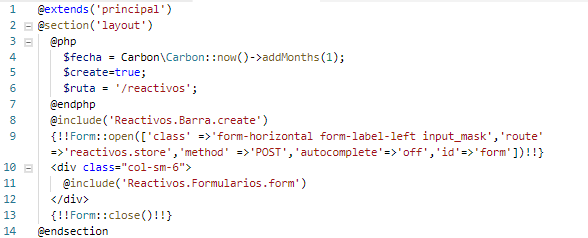 1 @extends('principal')
2 @section('layout')
3 @php
4 $fecha = Carbon\Carbon::now()->addMonths(1);
5 $create=true;
6 $ruta = '/reactivos';
7 @endphp
8 @include('Reactivos.Barra.create')
9 {!!Form::open(['class' =>'form-horizontal form-label-left input_mask','route'
=>'reactivos.store','method' =>'POST','autocomplete'=>'off','id'=>'form'])!!}
10 <div class="col-sm-6">
11 @include('Reactivos.Formularios.form')
12 </div>
13 {!!Form::close()!!}
14 @endsection